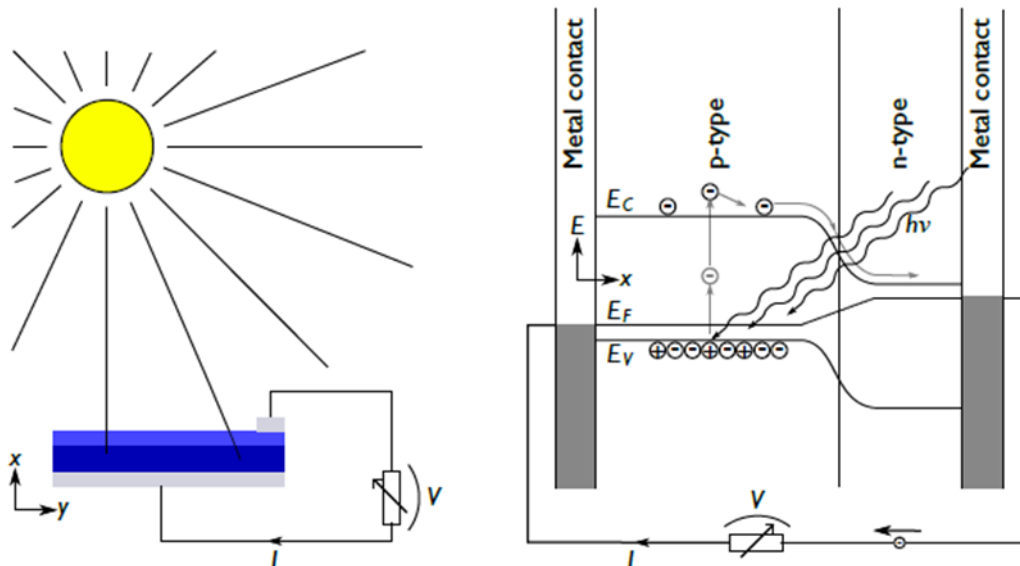 x
y
V
I
Metal contact
p-type
n-type
Metal contact
E_C
E
x
hν
E_F
E_V
V
I